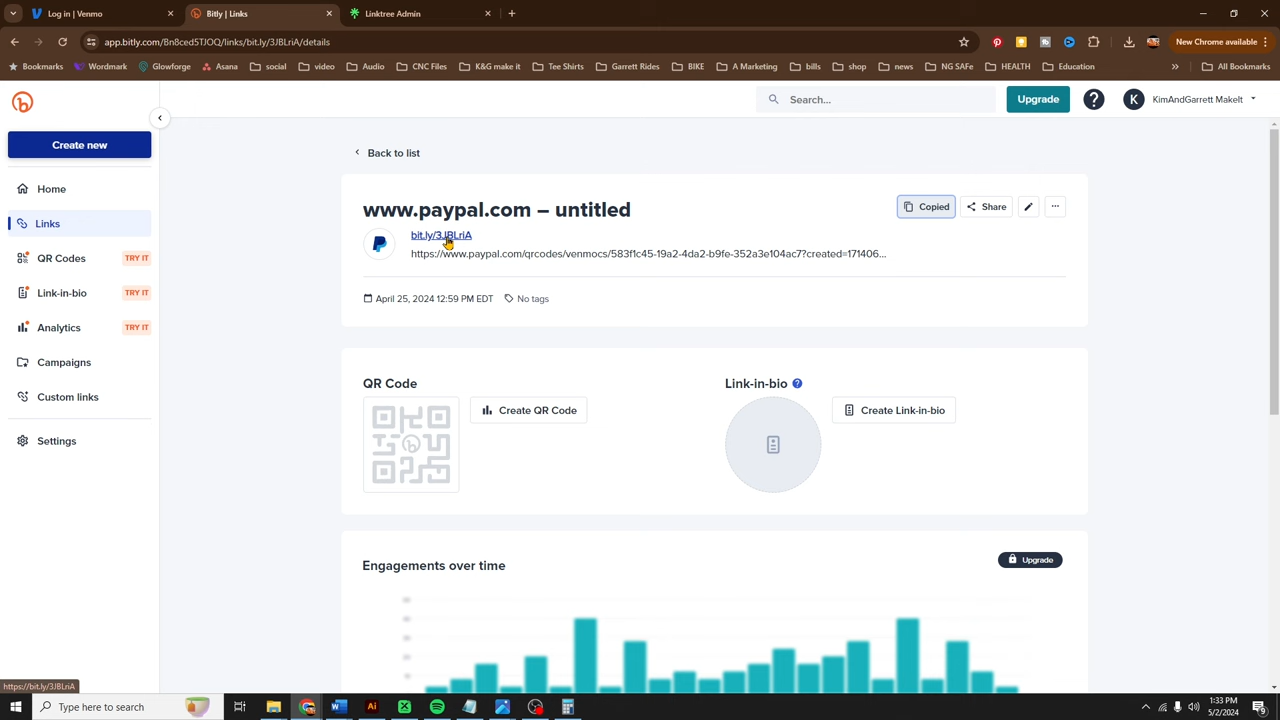 Log in | Venmo
Bitly | Links
Linktree Admin
app.bitly.com/Bn8ced5TJOQ/links/bit.ly/3JBLriA/details
New Chrome available
Bookmarks
Wordmark
Glowforge
Asana
social
video
Audio
CNC Files
K&G make it
Tee Shirts
Garrett Rides
BIKE
A Marketing
bills
shop
news
NG SAFe
HEALTH
Education
»
All Bookmarks
Search...
Upgrade
K
KimAndGarrett MakeIt
Create new
Home
Links
QR Codes
TRY IT
Link-in-bio
TRY IT
Analytics
TRY IT
Campaigns
Custom links
Settings
Back to list
www.paypal.com – untitled
Copied
Share
bit.ly/3JBLriA
https://www.paypal.com/qrcodes/venmocs/583f1c45-19a2-4da2-b9fe-352a3e104ac7?created=171406...
April 25, 2024 12:59 PM EDT
No tags
QR Code
Create QR Code
Link-in-bio
Create Link-in-bio
Engagements over time
Upgrade
https://bit.ly/3JBLriA
Type here to search
1:33 PM
5/2/2024